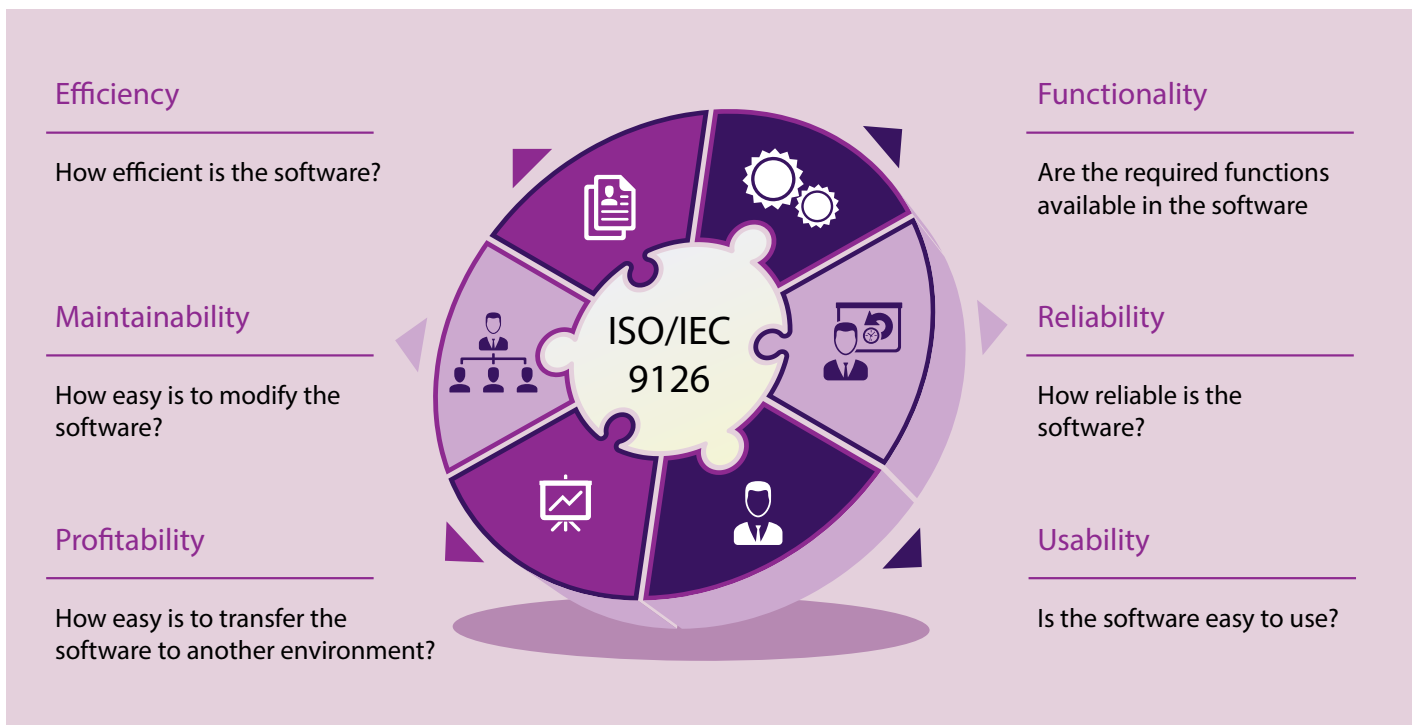 Efficiency
How efficient is the software?
Maintainability
How easy is to modify the
software?
Profitability
How easy is to transfer the
software to another environment?
ISO/IEC
9126
Functionality
Are the required functions
available in the software
Reliability
How reliable is the
software?
Usability
Is the software easy to use?